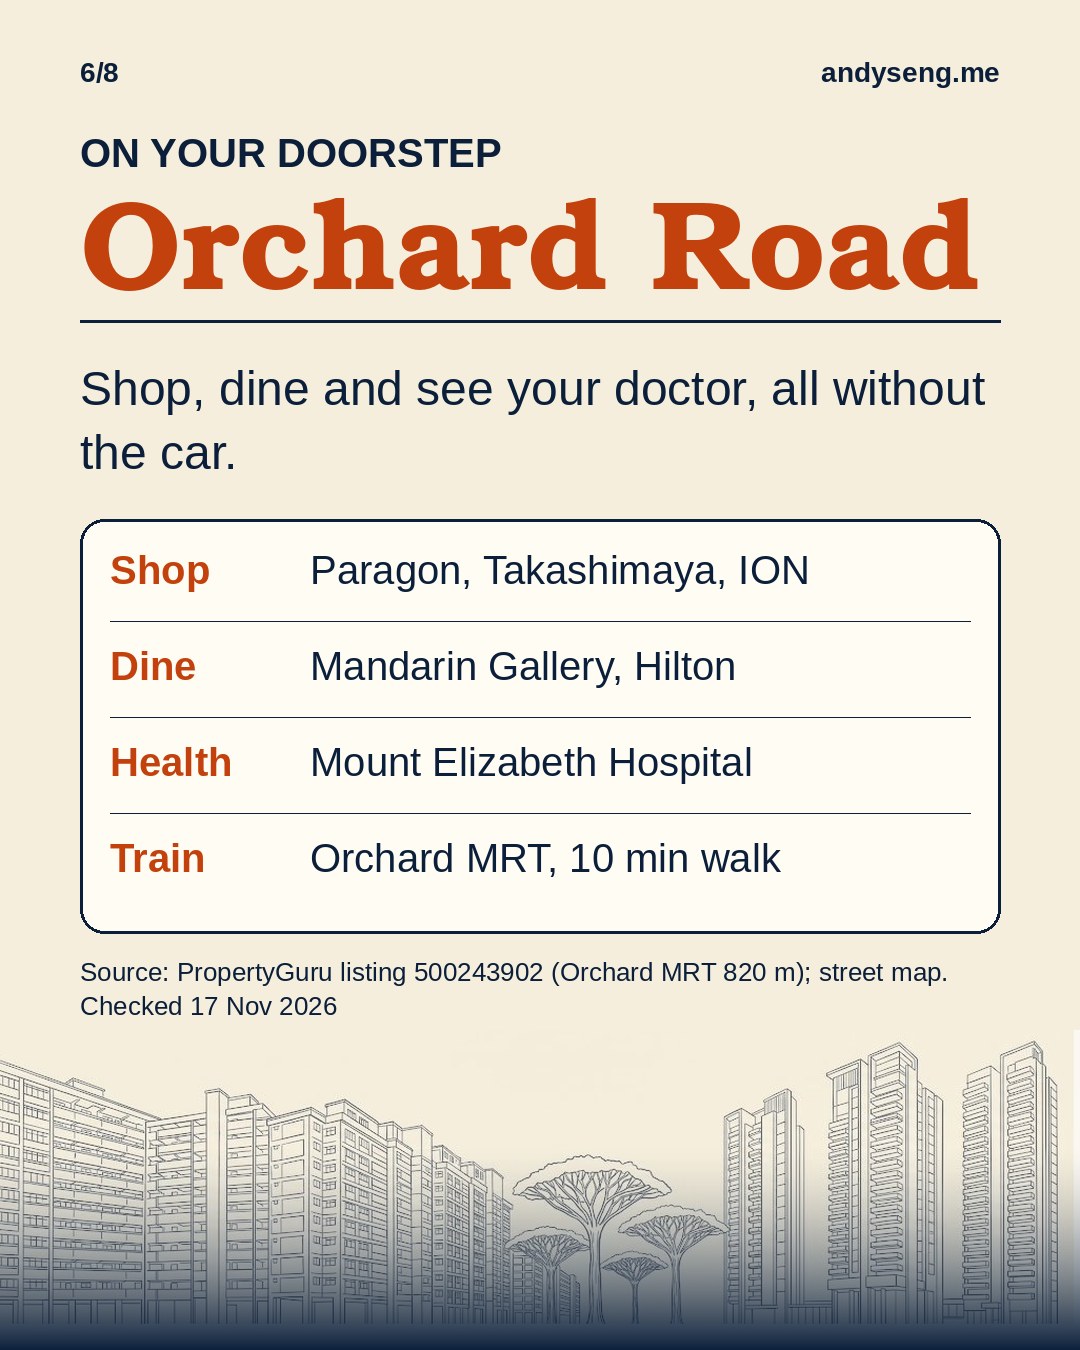 6/8
andyseng.me
ON YOUR DOORSTEP
Orchard Road
Shop, dine and see your doctor, all without
the car.
Shop Paragon, Takashimaya, ION
Dine Mandarin Gallery, Hilton
Health Mount Elizabeth Hospital
Train Orchard MRT, 10 min walk
Source: PropertyGuru listing 500243902 (Orchard MRT 820 m); street map.
Checked 17 Nov 2026